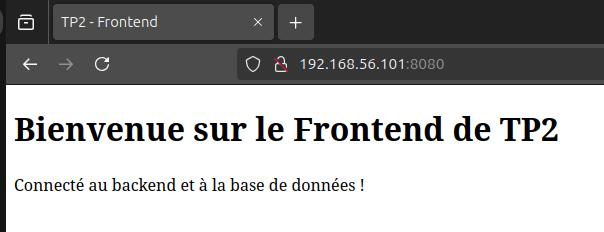 TP2 - Frontend
192.168.56.101:8080
Bienvenue sur le Frontend de TP2
Connecté au backend et à la base de données !